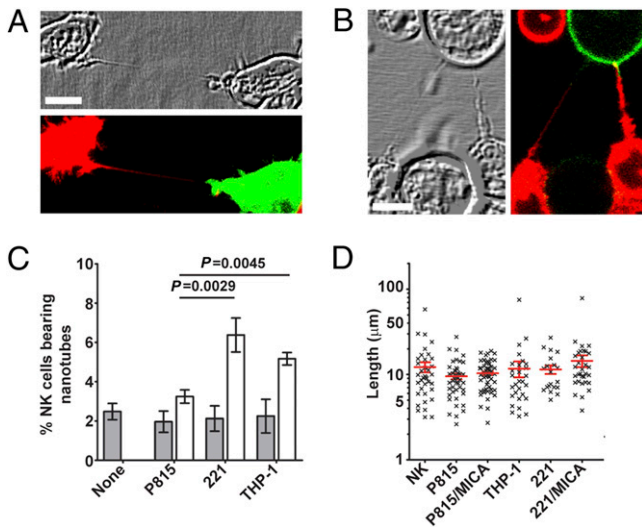 A
B
C
10
8
6
4
2
0
% NK cells bearing
nanotubes
P=0.0045
P=0.0029
None
P815
221
THP-1
D
100
50
10
5
1
Length (μm)
NK
P815
P815/MICA
THP-1
221
221/MICA